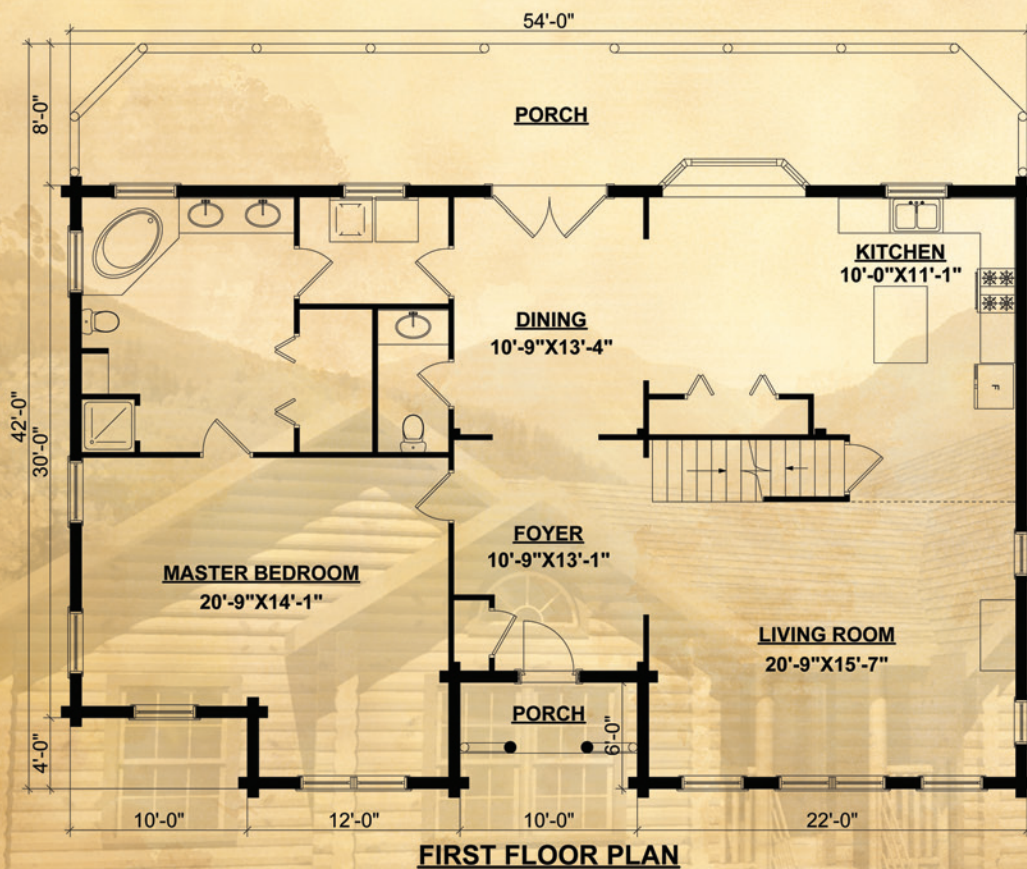 54'-0"
8'-0"
PORCH
KITCHEN
10'-0"X11'-1"
DINING
10'-9"X13'-4"
F
42'-0"
30'-0"
FOYER
10'-9"X13'-1"
MASTER BEDROOM
20'-9"X14'-1"
LIVING ROOM
20'-9"X15'-7"
PORCH
6'-0"
4'-0"
10'-0"
12'-0"
10'-0"
22'-0"
FIRST FLOOR PLAN